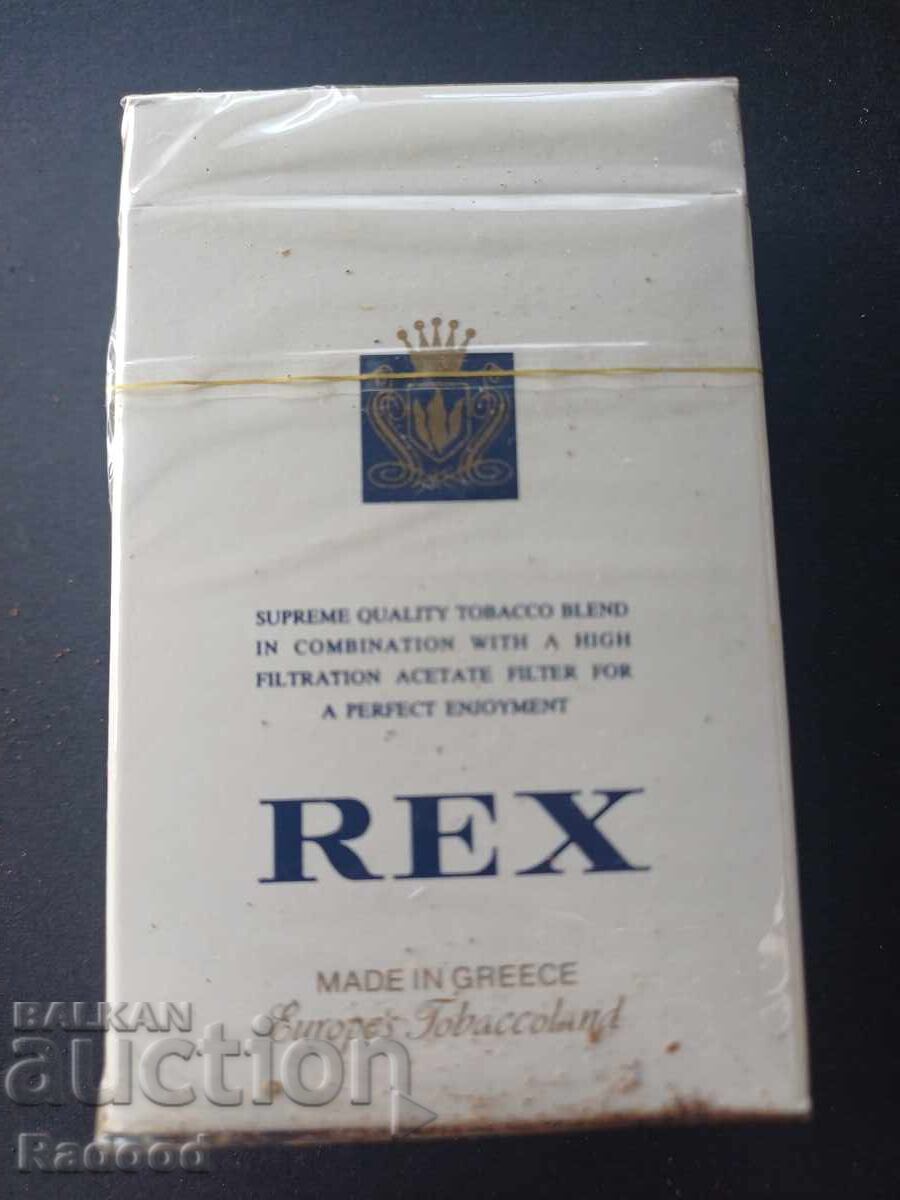 SUPREME QUALITY TOBACCO BLEND
IN COMBINATION WITH A HIGH
FILTRATION ACETATE FILTER FOR
A PERFECT ENJOYMENT
REX
MADE IN GREECE
Europe's Tobaccoland
BALKAN
auction
Radood